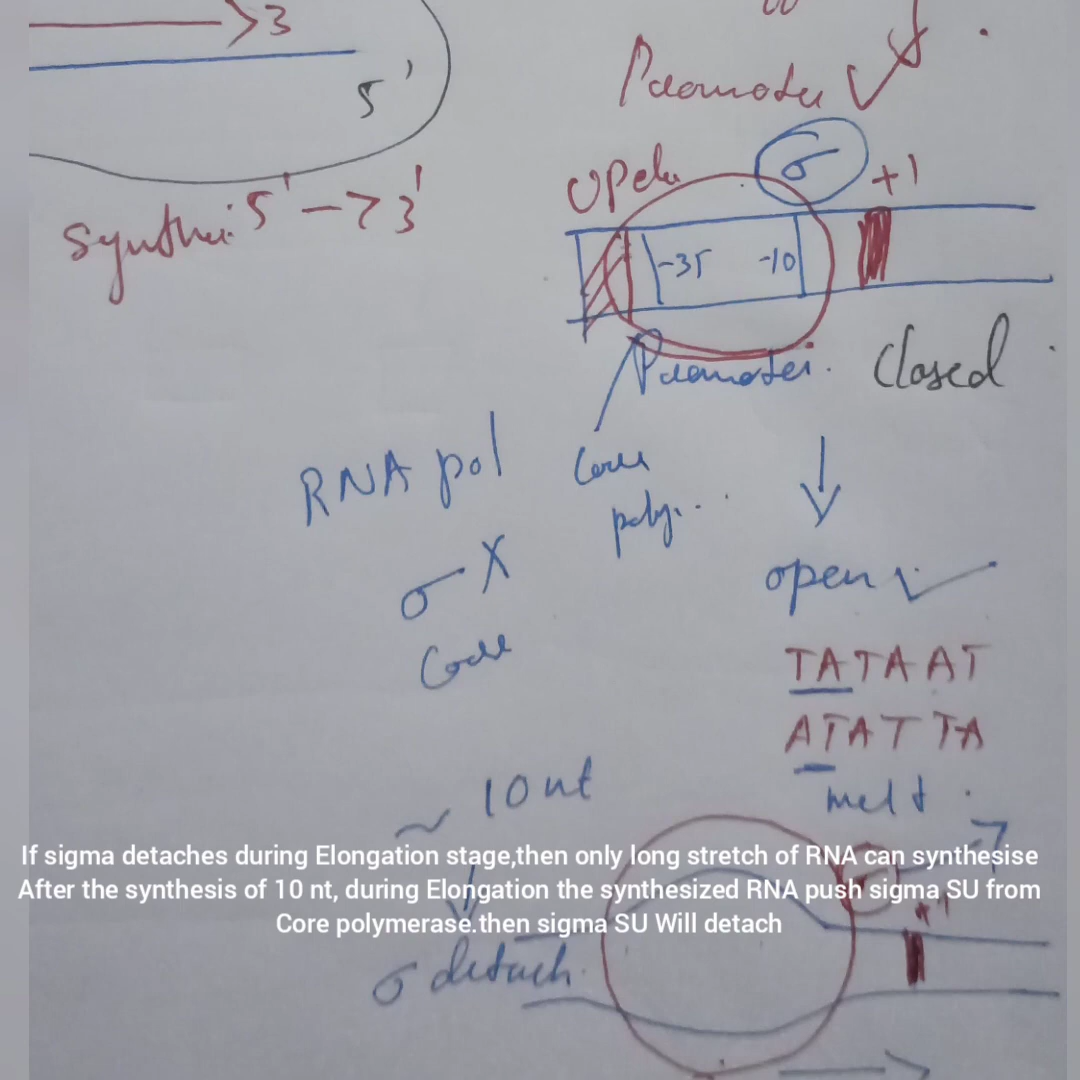 3
5'
Promoter
σ
+1
Synthei: 5' -> 3'
-35 -10
Promoter.
Closed
RNA pol
Core
poly..
σ X
Core
open
TATAAT
ATATTA
melt.
~ 10 nt
If sigma detaches during Elongation stage,then only long stretch of RNA can synthesise
After the synthesis of 10 nt, during Elongation the synthesized RNA push sigma SU from
Core polymerase.then sigma SU Will detach
+1
σ detach.